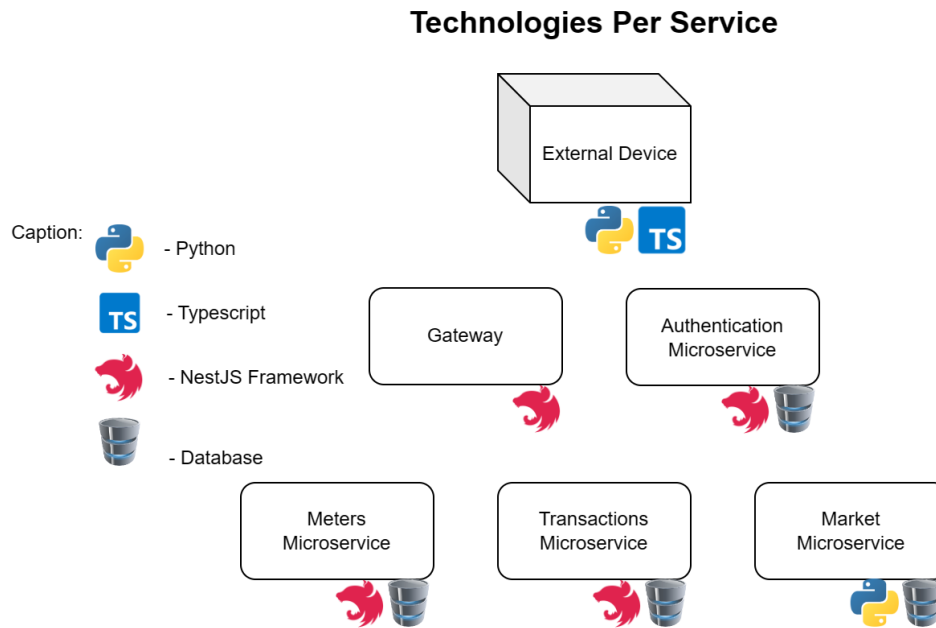 Technologies Per Service
External Device
TS
Caption:
- Python
TS
- Typescript
- NestJS Framework
- Database
Gateway
Authentication
Microservice
Meters
Microservice
Transactions
Microservice
Market
Microservice